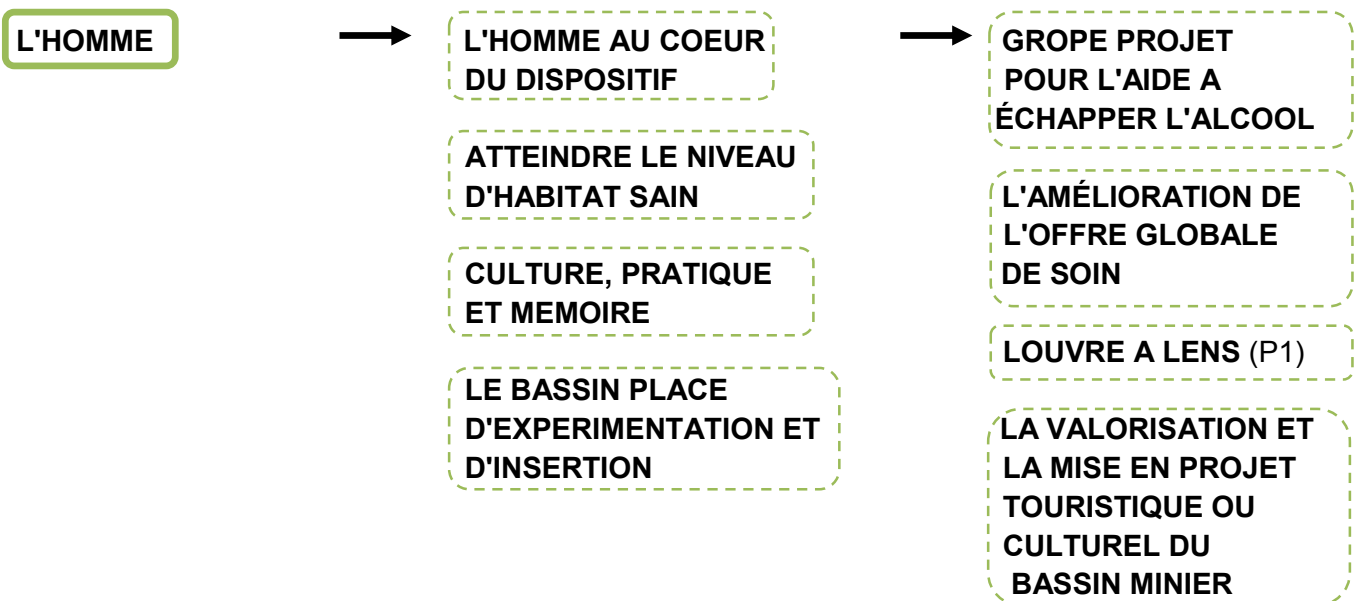 L'HOMME
L'HOMME AU COEUR
DU DISPOSITIF
ATTEINDRE LE NIVEAU
D'HABITAT SAIN
CULTURE, PRATIQUE
ET MEMOIRE
LE BASSIN PLACE
D'EXPERIMENTATION ET
D'INSERTION
GROPE PROJET
POUR L'AIDE A
ÉCHAPPER L'ALCOOL
L'AMÉLIORATION DE
L'OFFRE GLOBALE
DE SOIN
LOUVRE A LENS (P1)
LA VALORISATION ET
LA MISE EN PROJET
TOURISTIQUE OU
CULTUREL DU
BASSIN MINIER